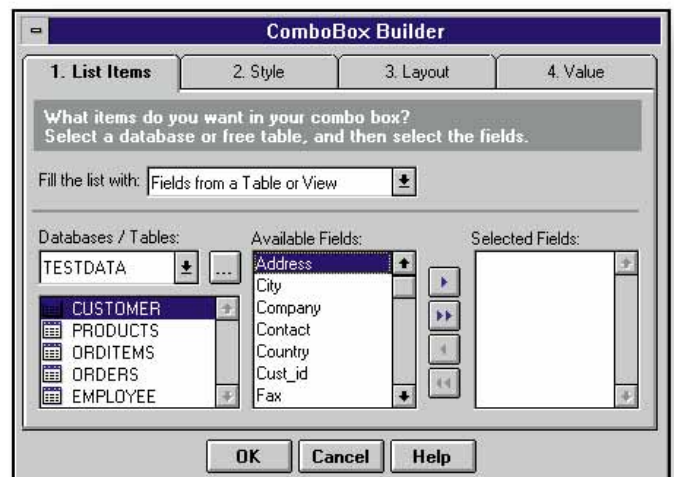 ComboBox Builder
1. List Items
2. Style
3. Layout
4. Value
What items do you want in your combo box?
Select a database or free table, and then select the fields.
Fill the list with: Fields from a Table or View
Databases / Tables:
TESTDATA
...
CUSTOMER
PRODUCTS
ORDITEMS
ORDERS
EMPLOYEE
Available Fields:
Address
City
Company
Contact
Country
Cust_id
Fax
Selected Fields:
OK
Cancel
Help